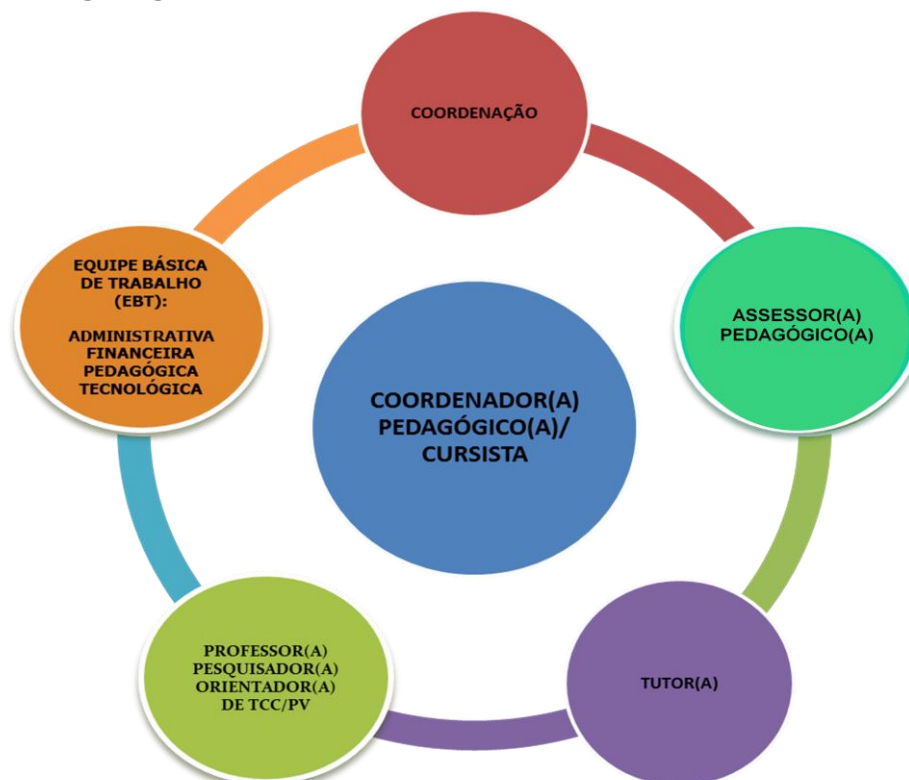 COORDENAÇÃO
EQUIPE BÁSICA
DE TRABALHO
(EBT):
ADMINISTRATIVA
FINANCEIRA
PEDAGÓGICA
TECNOLÓGICA
ASSESSOR(A)
PEDAGÓGICO(A)
COORDENADOR(A)
PEDAGÓGICO(A)/
CURSISTA
PROFESSOR(A)
PESQUISADOR(A)
ORIENTADOR(A)
DE TCC/PV
TUTOR(A)